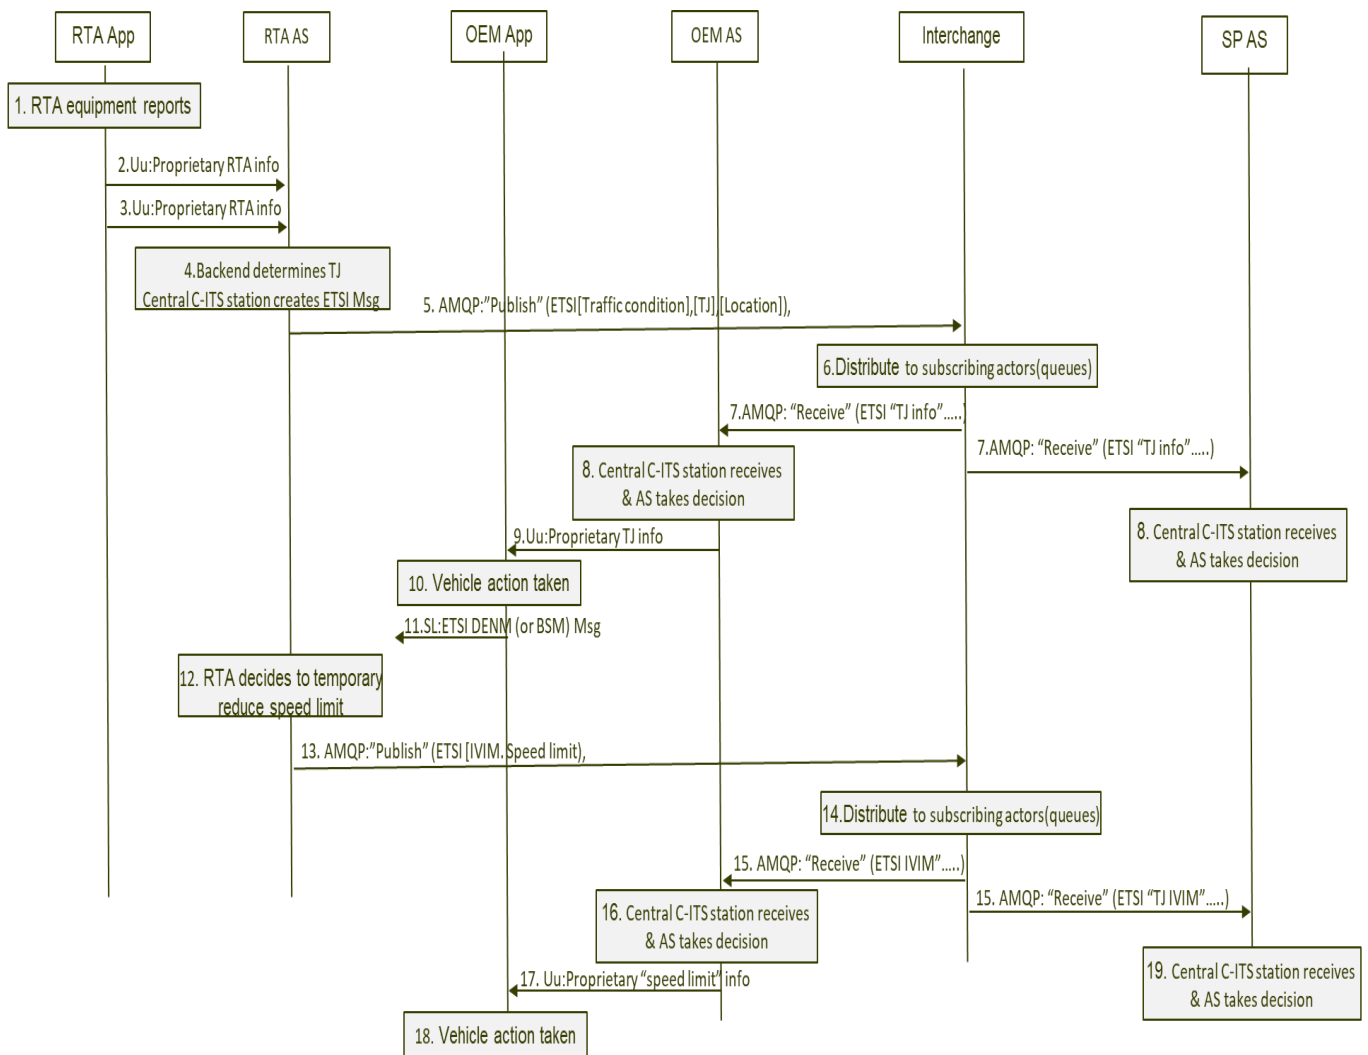 RTA App
RTA AS
OEM App
OEM AS
Interchange
SP AS
1. RTA equipment reports
2.Uu:Proprietary RTA info
3.Uu:Proprietary RTA info
4.Backend determines TJ
Central C-ITS station creates ETSI Msg
5. AMQP:”Publish” (ETSI[Traffic condition],[TJ],[Location]),
6.Distribute to subscribing actors(queues)
7.AMQP: “Receive” (ETSI “TJ info”…..)
7.AMQP: “Receive” (ETSI “TJ info”…..)
8. Central C-ITS station receives
& AS takes decision
8. Central C-ITS station receives
& AS takes decision
9.Uu:Proprietary TJ info
10. Vehicle action taken
11.SL:ETSI DENM (or BSM) Msg
12. RTA decides to temporary
reduce speed limit
13. AMQP:”Publish” (ETSI [IVIM. Speed limit),
14.Distribute to subscribing actors(queues)
15. AMQP: “Receive” (ETSI IVIM”…..)
15. AMQP: “Receive” (ETSI “TJ IVIM”…..)
16. Central C-ITS station receives
& AS takes decision
17. Uu:Proprietary “speed limit” info
19. Central C-ITS station receives
& AS takes decision
18. Vehicle action taken